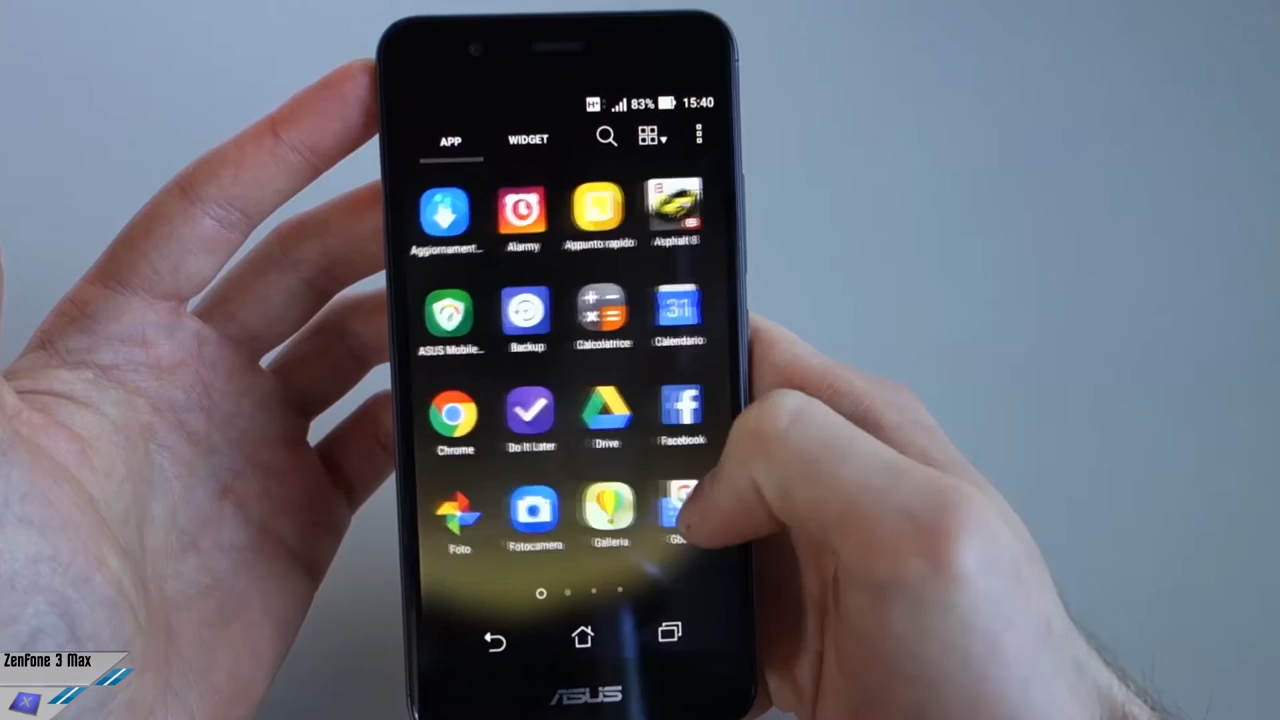 H+ 83% 15:40
APP WIDGET
Aggiornament... Alarmy Appunto rapido Asphalt 8
31
ASUS Mobile... Backup Calcolatrice Calendario
Chrome Do It Later Drive Facebook
Foto Fotocamera Galleria
ASUS
ZenFone 3 Max